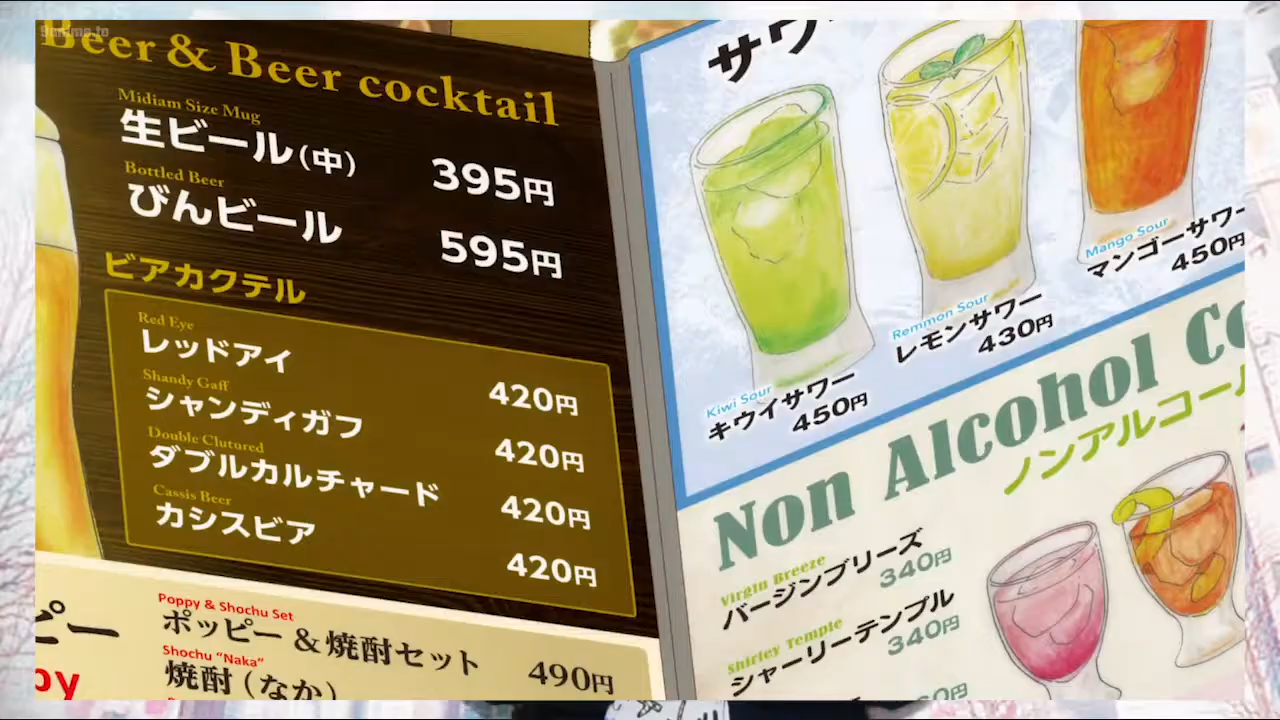 9anime.to
Beer & Beer cocktail
Midiam Size Mug
生ビール(中) 395円
Bottled Beer
びんビール 595円
ビアカクテル
Red Eye
レッドアイ 420円
Shandy Gaff
シャンディガフ 420円
Double Clutured
ダブルカルチャード 420円
Cassis Beer
カシスビア 420円
ピー
by
Poppy & Shochu Set
ポッピー&焼酎セット 490円
Shochu "Naka"
焼酎(なか)
サワ
Kiwi Sour
キウイサワー
450円
Remmon Sour
レモンサワー
430円
Mango Sour
マンゴーサワー
450円
Non Alcohol Co
ノンアルコール
Virgin Breeze
バージンブリーズ 340円
Shirley Temple
シャーリーテンプル
340円